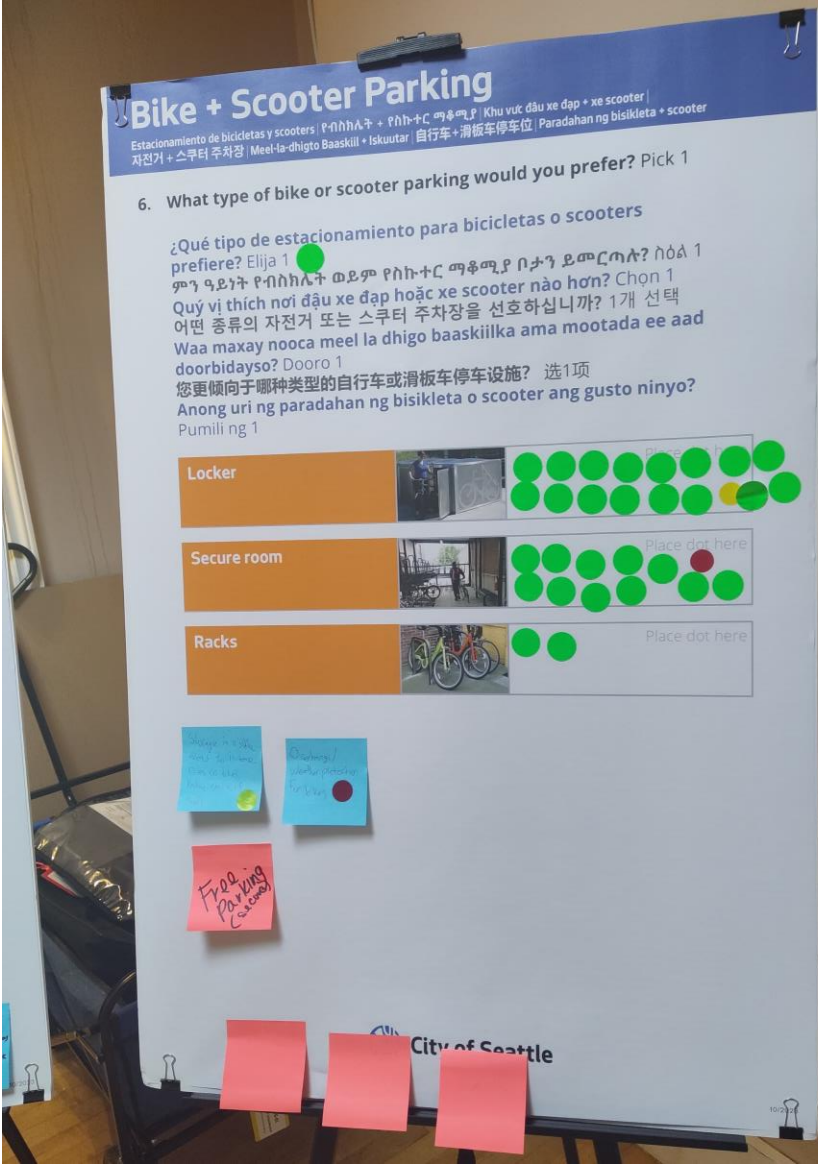 Bike + Scooter Parking
Estacionamiento de bicicletas y scooters | የብስክሌት + የስኩተር ማቆሚያ | Khu vực đậu xe đạp + xe scooter |
자전거 + 스쿠터 주차장 | Meel-la-dhigto Baaskiil + Iskuutar | 自行车+滑板车停车位 | Paradahan ng bisikleta + scooter
6. What type of bike or scooter parking would you prefer? Pick 1
¿Qué tipo de estacionamiento para bicicletas o scooters
prefiere? Elija 1
ምን ዓይነት የብስክሌት ወይም የስኩተር ማቆሚያ ቦታን ይመርጣሉ? ስዕል 1
Quý vị thích nơi đậu xe đạp hoặc xe scooter nào hơn? Chọn 1
어떤 종류의 자전거 또는 스쿠터 주차장을 선호하십니까? 1개 선택
Waa maxay nooca meel la dhigo baaskiilka ama mootada ee aad
doorbidayso? Dooro 1
您更倾向于哪种类型的自行车或滑板车停车设施? 选1项
Anong uri ng paradahan ng bisikleta o scooter ang gusto ninyo?
Pumili ng 1
Locker
Place
Secure room
Place dot here
Racks
Place dot here
weather protection
Free
Parking
City of Seattle